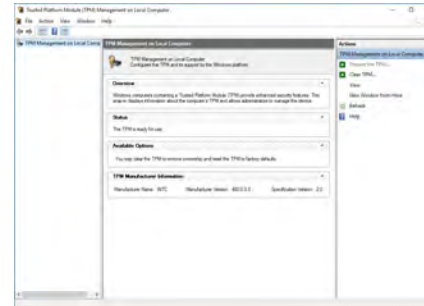 Trusted Platform Module (TPM) Management on Local Computer
File Action View Window Help
TPM Management on Local Comp
TPM Management on Local Computer
TPM Management on Local Computer
Configures the TPM and its support by the Windows platform
Overview
Windows computers containing a Trusted Platform Module (TPM) provide enhanced security features. This
snap-in displays information about the computer's TPM and allows administrators to manage the device.
Status
The TPM is ready for use.
Available Options
You may clear the TPM to remove ownership and reset the TPM to factory defaults.
TPM Manufacturer Information
Manufacturer Name: INTC Manufacturer Version: Specification Version: 2.0
Actions
TPM Management on Local Computer
Prepare the TPM...
Clear TPM...
View
New Window from Here
Refresh
Help